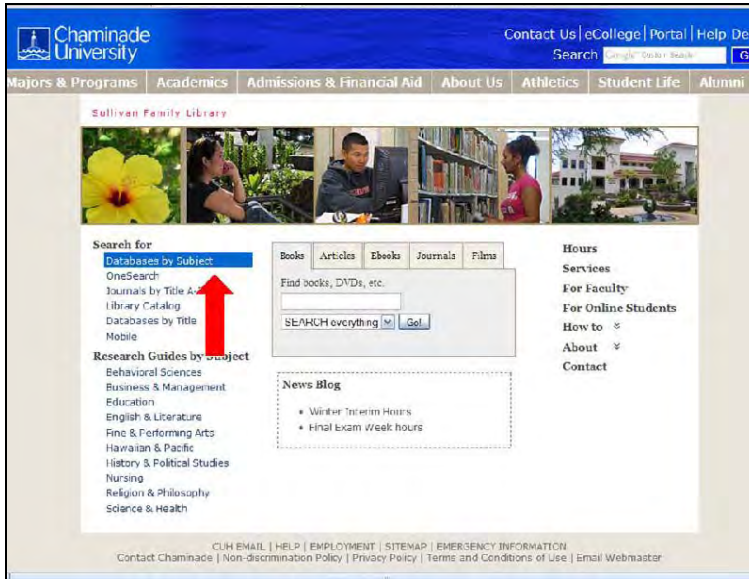 Chaminade
University
Contact Us | eCollege | Portal | Help De
Search
Majors & Programs Academics Admissions & Financial Aid About Us Athletics Student Life Alumni
Sullivan Family Library
Search for
Databases by Subject
OneSearch
Journals by Title A-
Library Catalog
Databases by Title
Mobile
Research Guides by Subject
Behavioral Sciences
Business & Management
Education
English & Literature
Fine & Performing Arts
Hawaiian & Pacific
History & Political Studies
Nursing
Religion & Philosophy
Science & Health
Books Articles Ebooks Journals Films
Find books, DVDs, etc.
SEARCH everything Go!
News Blog
Winter Interim Hours
Final Exam Week hours
Hours
Services
For Faculty
For Online Students
How to
About
Contact
CUH EMAIL | HELP | EMPLOYMENT | SITEMAP | EMERGENCY INFORMATION
Contact Chaminade | Non-discrimination Policy | Privacy Policy | Terms and Conditions of Use | Email Webmaster